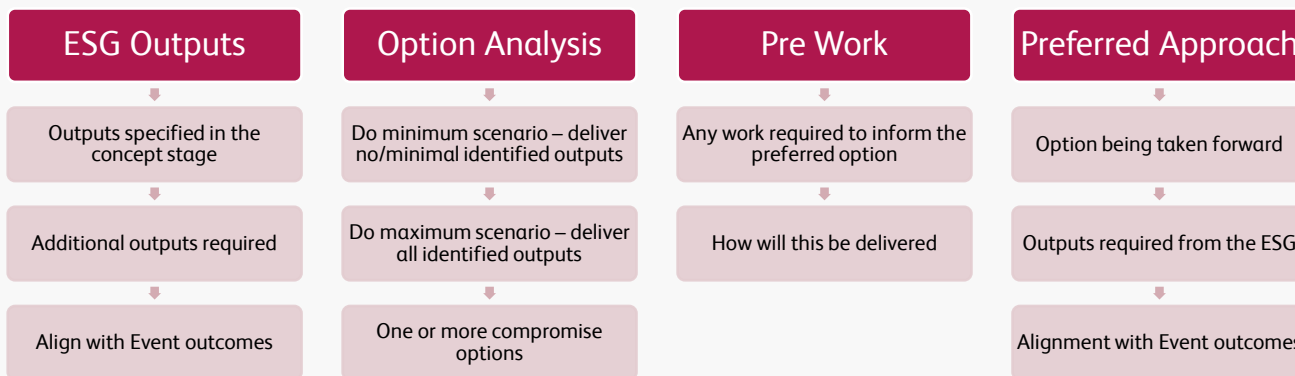 ESG Outputs
Outputs specified in the
concept stage
Additional outputs required
Align with Event outcomes
Option Analysis
Do minimum scenario – deliver
no/minimal identified outputs
Do maximum scenario – deliver
all identified outputs
One or more compromise
options
Pre Work
Any work required to inform the
preferred option
How will this be delivered
Preferred Approach
Option being taken forward
Outputs required from the ESG
Alignment with Event outcomes